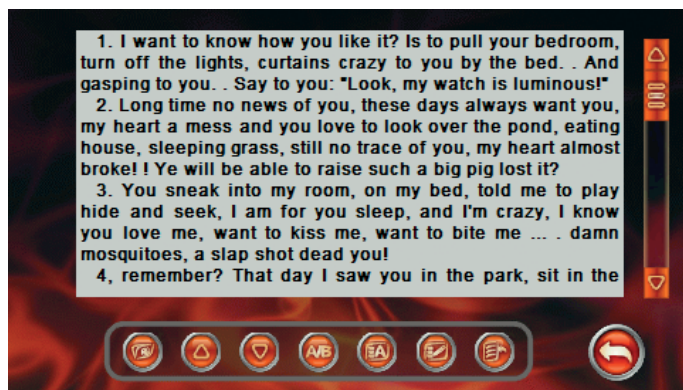 1. I want to know how you like it? Is to pull your bedroom,
turn off the lights, curtains crazy to you by the bed. . And
gasping to you. . Say to you: "Look, my watch is luminous!"
2. Long time no news of you, these days always want you,
my heart a mess and you love to look over the pond, eating
house, sleeping grass, still no trace of you, my heart almost
broke! ! Ye will be able to raise such a big pig lost it?
3. You sneak into my room, on my bed, told me to play
hide and seek, I am for you sleep, and I'm crazy, I know
you love me, want to kiss me, want to bite me ... . damn
mosquitoes, a slap shot dead you!
4, remember? That day I saw you in the park, sit in the
A/B A